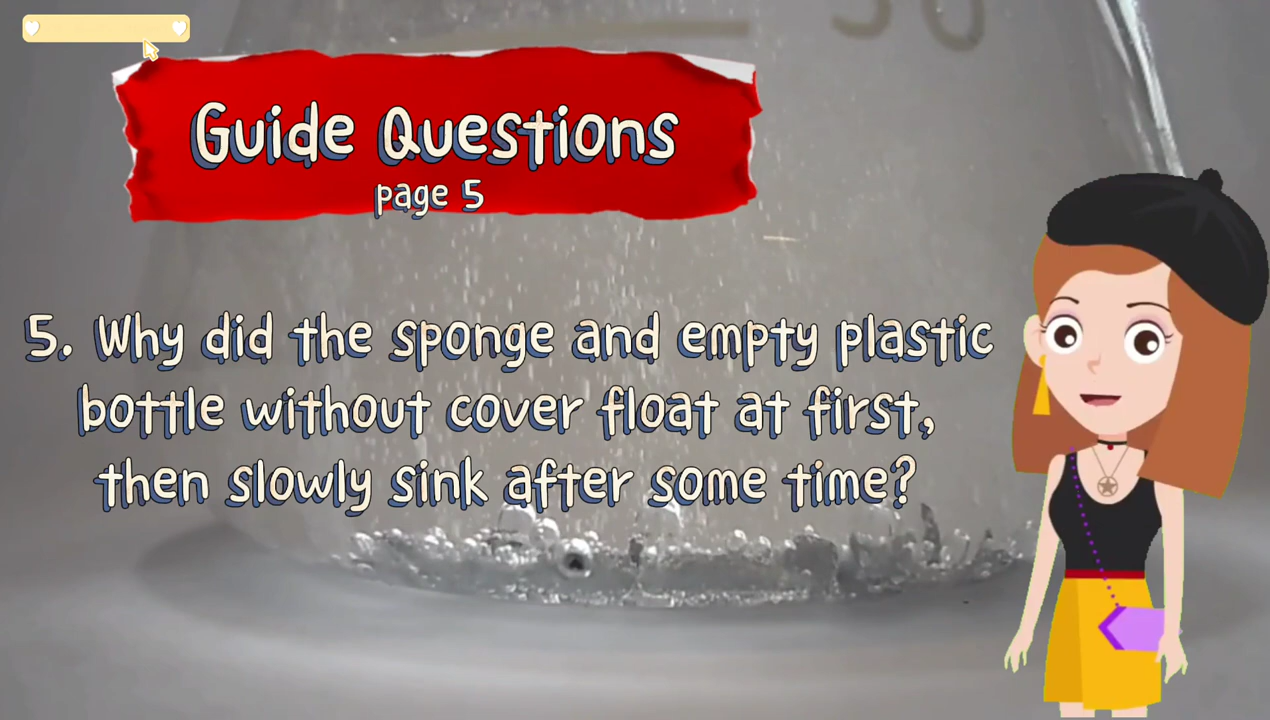 50
Guide Questions
page 5
5. Why did the sponge and empty plastic
bottle without cover float at first,
then slowly sink after some time?